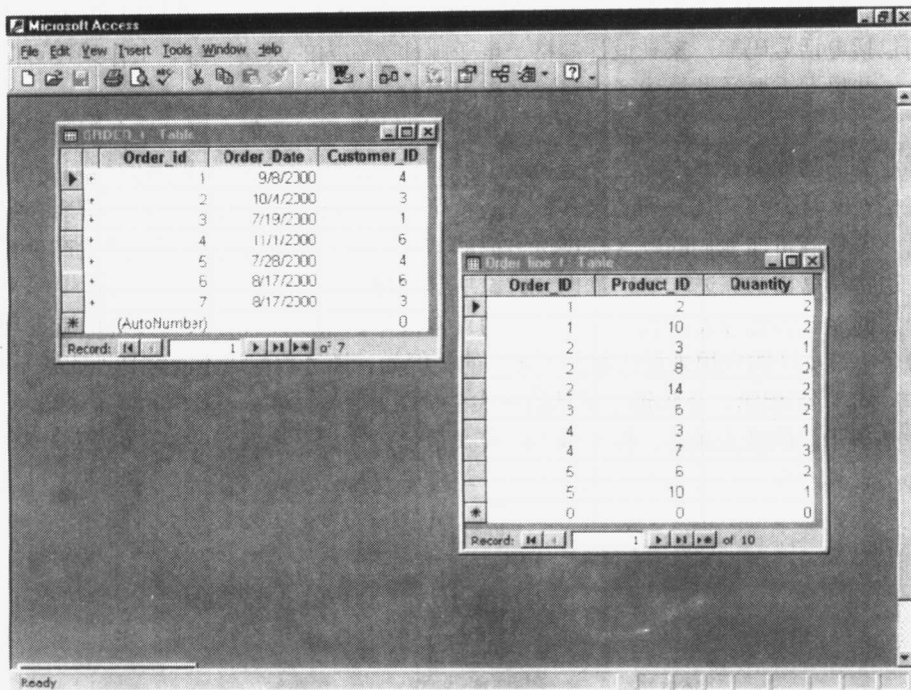 Microsoft Access
File Edit View Insert Tools Window Help
ORDER_t : Table
Order_id Order_Date Customer_ID
+ 1 9/8/2000 4
+ 2 10/4/2000 3
+ 3 7/19/2000 1
+ 4 11/1/2000 6
+ 5 7/28/2000 4
+ 6 8/17/2000 6
+ 7 8/17/2000 3
(AutoNumber) 0
Record: 1 of 7
Order_line_t : Table
Order_ID Product_ID Quantity
1 2 2
1 10 2
2 3 1
2 8 2
2 14 2
3 6 2
4 3 1
4 7 3
5 6 2
5 10 1
0 0 0
Record: 1 of 10
Ready